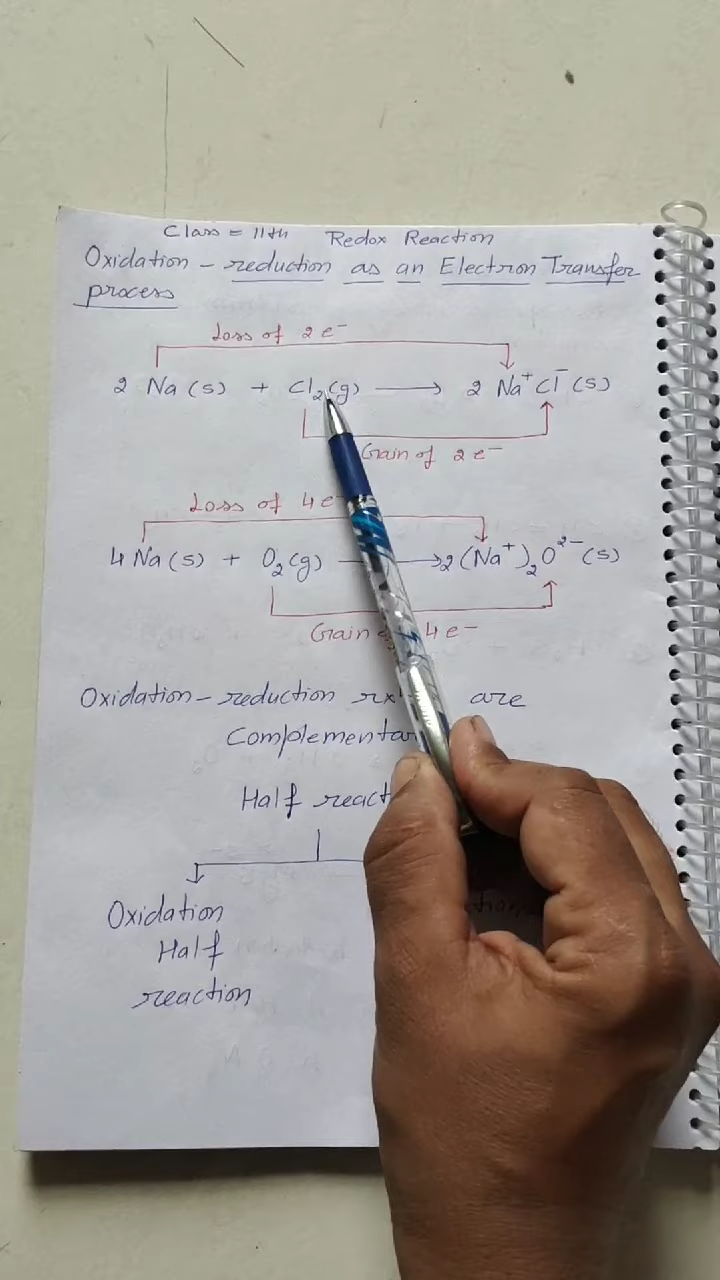 Class = 11th Redox Reaction
Oxidation - reduction as an Electron Transfer
process
Loss of 2e⁻
2 Na (s) + Cl₂(g) ⟶ 2 Na⁺Cl⁻(s)
Gain of 2e⁻
Loss of 4e⁻
4 Na(s) + O₂(g) ⟶ 2(Na⁺)₂O²⁻(s)
Gain 4e⁻
Oxidation - reduction are
Half
Oxidation
Half
reaction